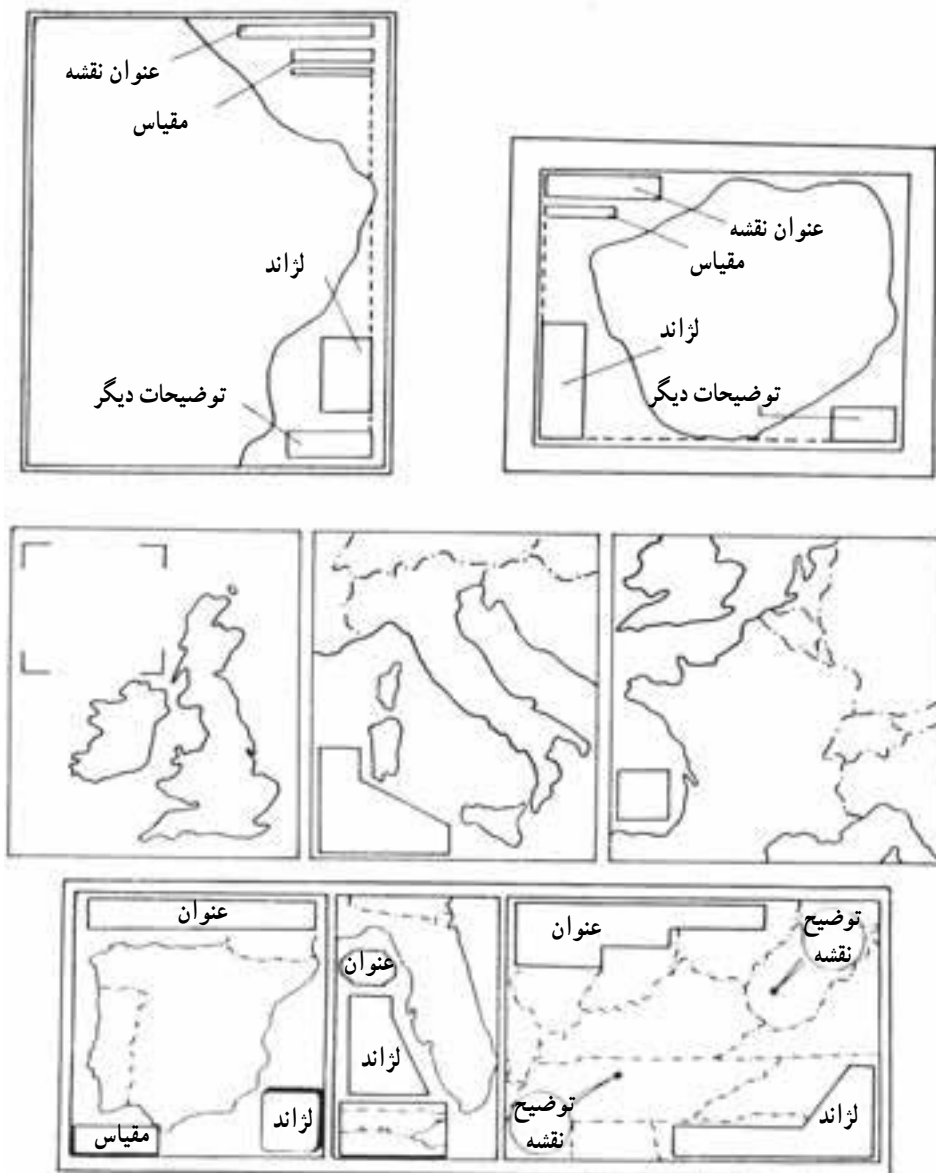 عنوان نقشه
مقیاس
لژاند
توضیحات دیگر
عنوان نقشه
مقیاس
لژاند
توضیحات دیگر
عنوان
مقیاس
لژاند
عنوان
لژاند
عنوان
توضیح
نقشه
توضیح
نقشه
لژاند